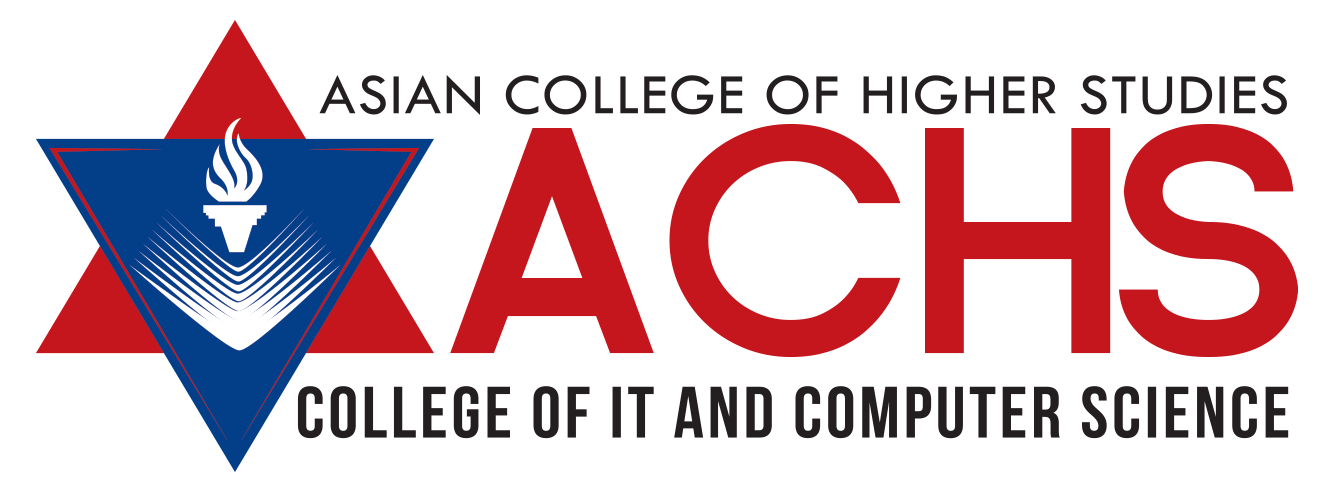 ASIAN COLLEGE OF HIGHER STUDIES
ACHS
COLLEGE OF IT AND COMPUTER SCIENCE